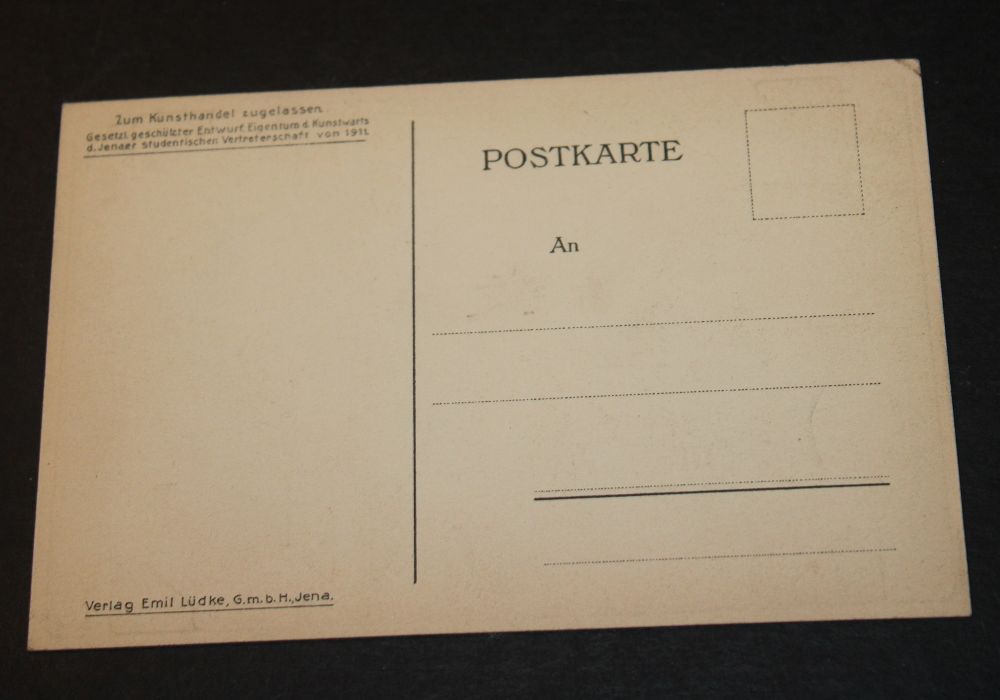 Zum Kunsthandel zugelassen.
Gesetzl. geschützter Entwurf. Eigentum d. Kunstwarts
d. Jenaer studentischen Vertreterschaft von 1911.
POSTKARTE
An
Verlag Emil Lüdke, G.m.b.H., Jena.